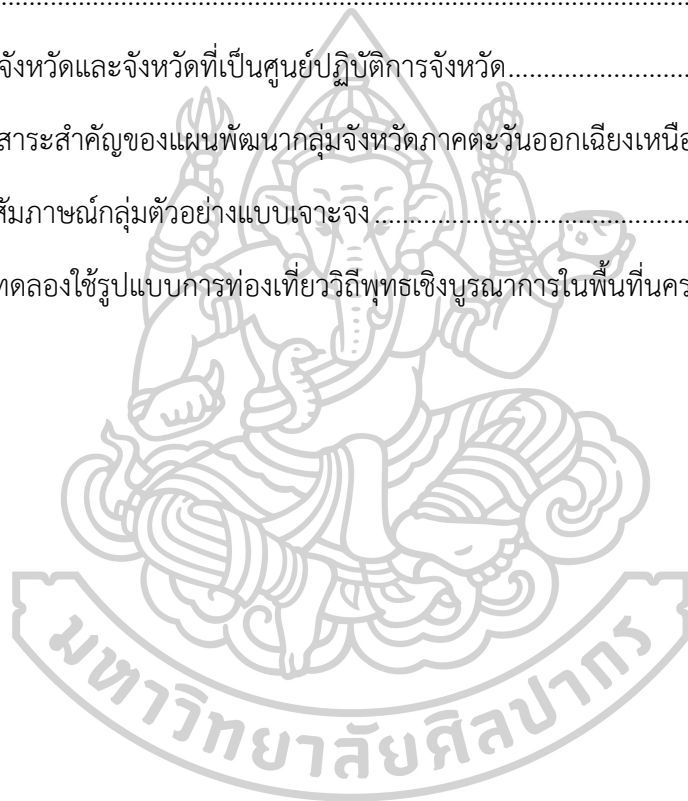 ........................................................................................................
จังหวัดและจังหวัดที่เป็นศูนย์ปฏิบัติการจังหวัด..........................
สาระสำคัญของแผนพัฒนากลุ่มจังหวัดภาคตะวันออกเฉียงเหนือ
สัมภาษณ์กลุ่มตัวอย่างแบบเจาะจง..............................................
ทดลองใช้รูปแบบการท่องเที่ยววิถีพุทธเชิงบูรณาการในพื้นที่นคร
มหาวิทยาลัยศิลปากร